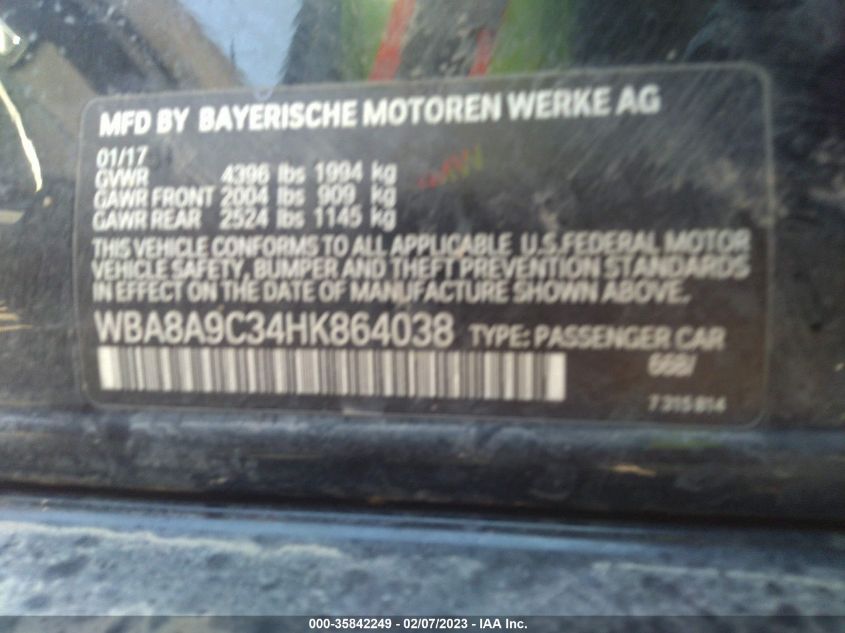 MFD BY BAYERISCHE MOTOREN WERKE AG
01/17
GVWR 4396 lbs 1994 kg
GAWR FRONT 2004 lbs 909 kg
GAWR REAR 2524 lbs 1145 kg
THIS VEHICLE CONFORMS TO ALL APPLICABLE U.S. FEDERAL MOTOR
VEHICLE SAFETY, BUMPER AND THEFT PREVENTION STANDARDS
IN EFFECT ON THE DATE OF MANUFACTURE SHOWN ABOVE.
WBA8A9C34HK864038 TYPE: PASSENGER CAR
668/
7 315 814
000-35842249 - 02/07/2023 - IAA Inc.